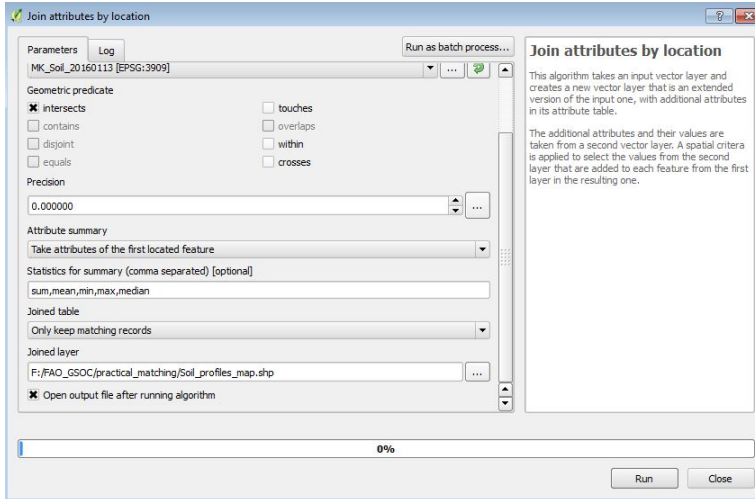 Join attributes by location
Parameters
Log
Run as batch process...
MK_Soil_20160113 [EPSG:3909]
...
Geometric predicate
intersects
touches
contains
overlaps
disjoint
within
equals
crosses
Precision
0.000000
...
Attribute summary
Take attributes of the first located feature
Statistics for summary (comma separated) [optional]
sum,mean,min,max,median
Joined table
Only keep matching records
Joined layer
F:/FAO_GSOC/practical_matching/Soil_profiles_map.shp
...
Open output file after running algorithm
Join attributes by location
This algorithm takes an input vector layer and
creates a new vector layer that is an extended
version of the input one, with additional attributes
in its attribute table.
The additional attributes and their values are
taken from a second vector layer. A spatial critera
is applied to select the values from the second
layer that are added to each feature from the first
layer in the resulting one.
0%
Run
Close